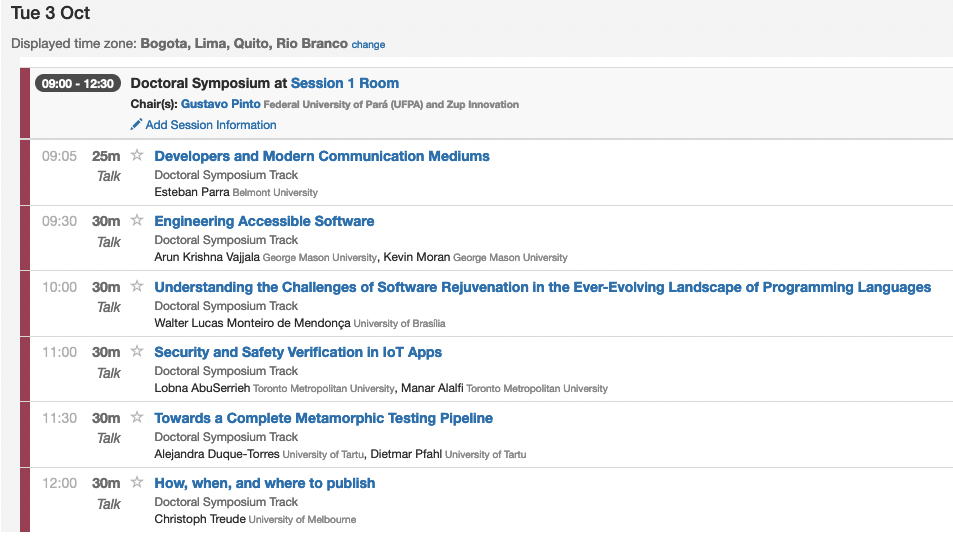 Tue 3 Oct
Displayed time zone: Bogota, Lima, Quito, Rio Branco change
09:00 - 12:30 Doctoral Symposium at Session 1 Room
Chair(s): Gustavo Pinto Federal University of Pará (UFPA) and Zup Innovation
Add Session Information
09:05 25m Developers and Modern Communication Mediums
Talk Doctoral Symposium Track
Esteban Parra Belmont University
09:30 30m Engineering Accessible Software
Talk Doctoral Symposium Track
Arun Krishna Vajjala George Mason University, Kevin Moran George Mason University
10:00 30m Understanding the Challenges of Software Rejuvenation in the Ever-Evolving Landscape of Programming Languages
Talk Doctoral Symposium Track
Walter Lucas Monteiro de Mendonça University of Brasília
11:00 30m Security and Safety Verification in IoT Apps
Talk Doctoral Symposium Track
Lobna AbuSerrieh Toronto Metropolitan University, Manar Alalfi Toronto Metropolitan University
11:30 30m Towards a Complete Metamorphic Testing Pipeline
Talk Doctoral Symposium Track
Alejandra Duque-Torres University of Tartu, Dietmar Pfahl University of Tartu
12:00 30m How, when, and where to publish
Talk Doctoral Symposium Track
Christoph Treude University of Melbourne